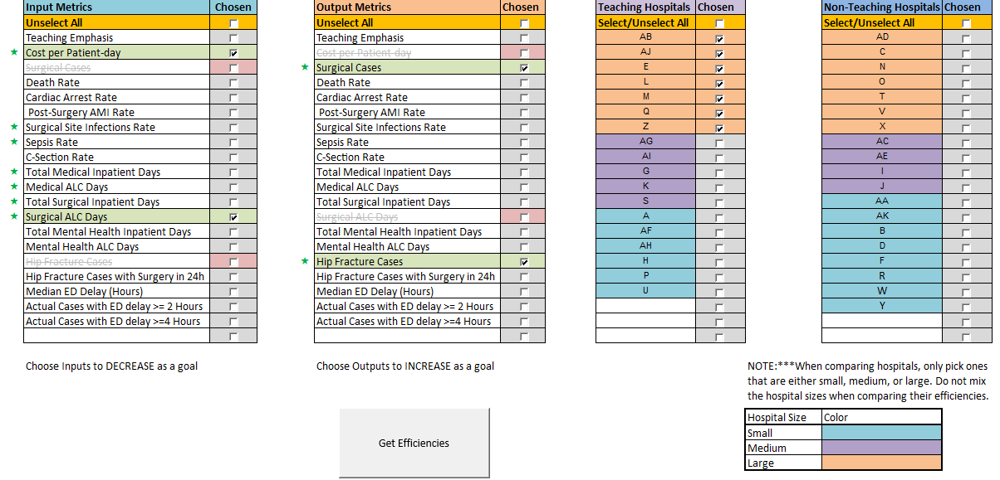 Input Metrics Chosen
Unselect All
Teaching Emphasis
Cost per Patient-day
Surgical Cases
Death Rate
Cardiac Arrest Rate
Post-Surgery AMI Rate
Surgical Site Infections Rate
Sepsis Rate
C-Section Rate
Total Medical Inpatient Days
Medical ALC Days
Total Surgical Inpatient Days
Surgical ALC Days
Total Mental Health Inpatient Days
Mental Health ALC Days
Hip Fracture Cases
Hip Fracture Cases with Surgery in 24h
Median ED Delay (Hours)
Actual Cases with ED delay >= 2 Hours
Actual Cases with ED delay >=4 Hours
Choose Inputs to DECREASE as a goal
Output Metrics Chosen
Unselect All
Teaching Emphasis
Cost per Patient-day
Surgical Cases
Death Rate
Cardiac Arrest Rate
Post-Surgery AMI Rate
Surgical Site Infections Rate
Sepsis Rate
C-Section Rate
Total Medical Inpatient Days
Medical ALC Days
Total Surgical Inpatient Days
Surgical ALC Days
Total Mental Health Inpatient Days
Mental Health ALC Days
Hip Fracture Cases
Hip Fracture Cases with Surgery in 24h
Median ED Delay (Hours)
Actual Cases with ED delay >= 2 Hours
Actual Cases with ED delay >=4 Hours
Choose Outputs to INCREASE as a goal
Get Efficiencies
Teaching Hospitals Chosen
Select/Unselect All
AB
AJ
E
L
M
Q
Z
AG
AI
G
K
S
A
AF
AH
H
P
U
Non-Teaching Hospitals Chosen
Select/Unselect All
AD
C
N
O
T
V
X
AC
AE
I
J
AA
AK
B
D
F
R
W
Y
NOTE:***When comparing hospitals, only pick ones
that are either small, medium, or large. Do not mix
the hospital sizes when comparing their efficiencies.
Hospital Size Color
Small
Medium
Large